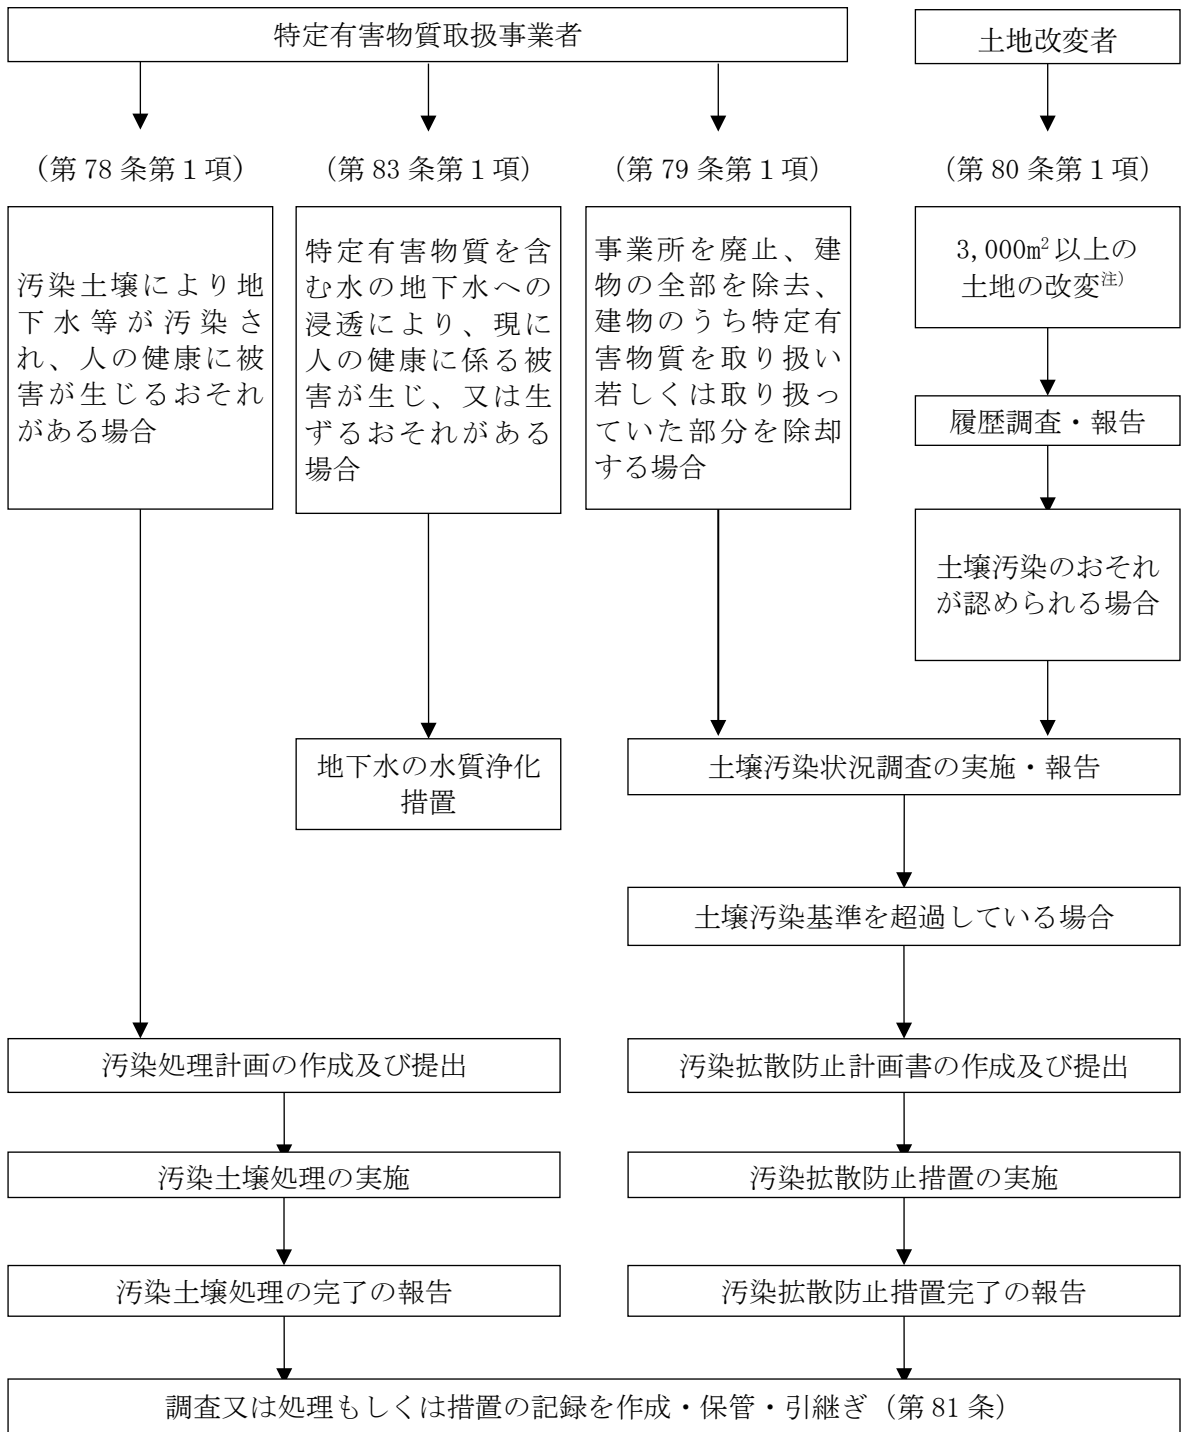 特定有害物質取扱事業者
土地改変者
(第 78 条第１項)
(第 83 条第１項)
(第 79 条第１項)
(第 80 条第１項)
汚染土壌により地
下水等が汚染さ
れ、人の健康に被
害が生じるおそれ
がある場合
特定有害物質を含
む水の地下水への
浸透により、現に
人の健康に係る被
害が生じ、又は生
ずるおそれがある
場合
事業所を廃止、建
物の全部を除去、
建物のうち特定有
害物質を取り扱い
若しくは取り扱っ
ていた部分を除却
する場合
3,000㎡以上の
土地の改変注)
履歴調査・報告
土壌汚染のおそれ
が認められる場合
地下水の水質浄化
措置
土壌汚染状況調査の実施・報告
土壌汚染基準を超過している場合
汚染処理計画の作成及び提出
汚染拡散防止計画書の作成及び提出
汚染土壌処理の実施
汚染拡散防止措置の実施
汚染土壌処理の完了の報告
汚染拡散防止措置完了の報告
調査又は処理もしくは措置の記録を作成・保管・引継ぎ（第 81 条）